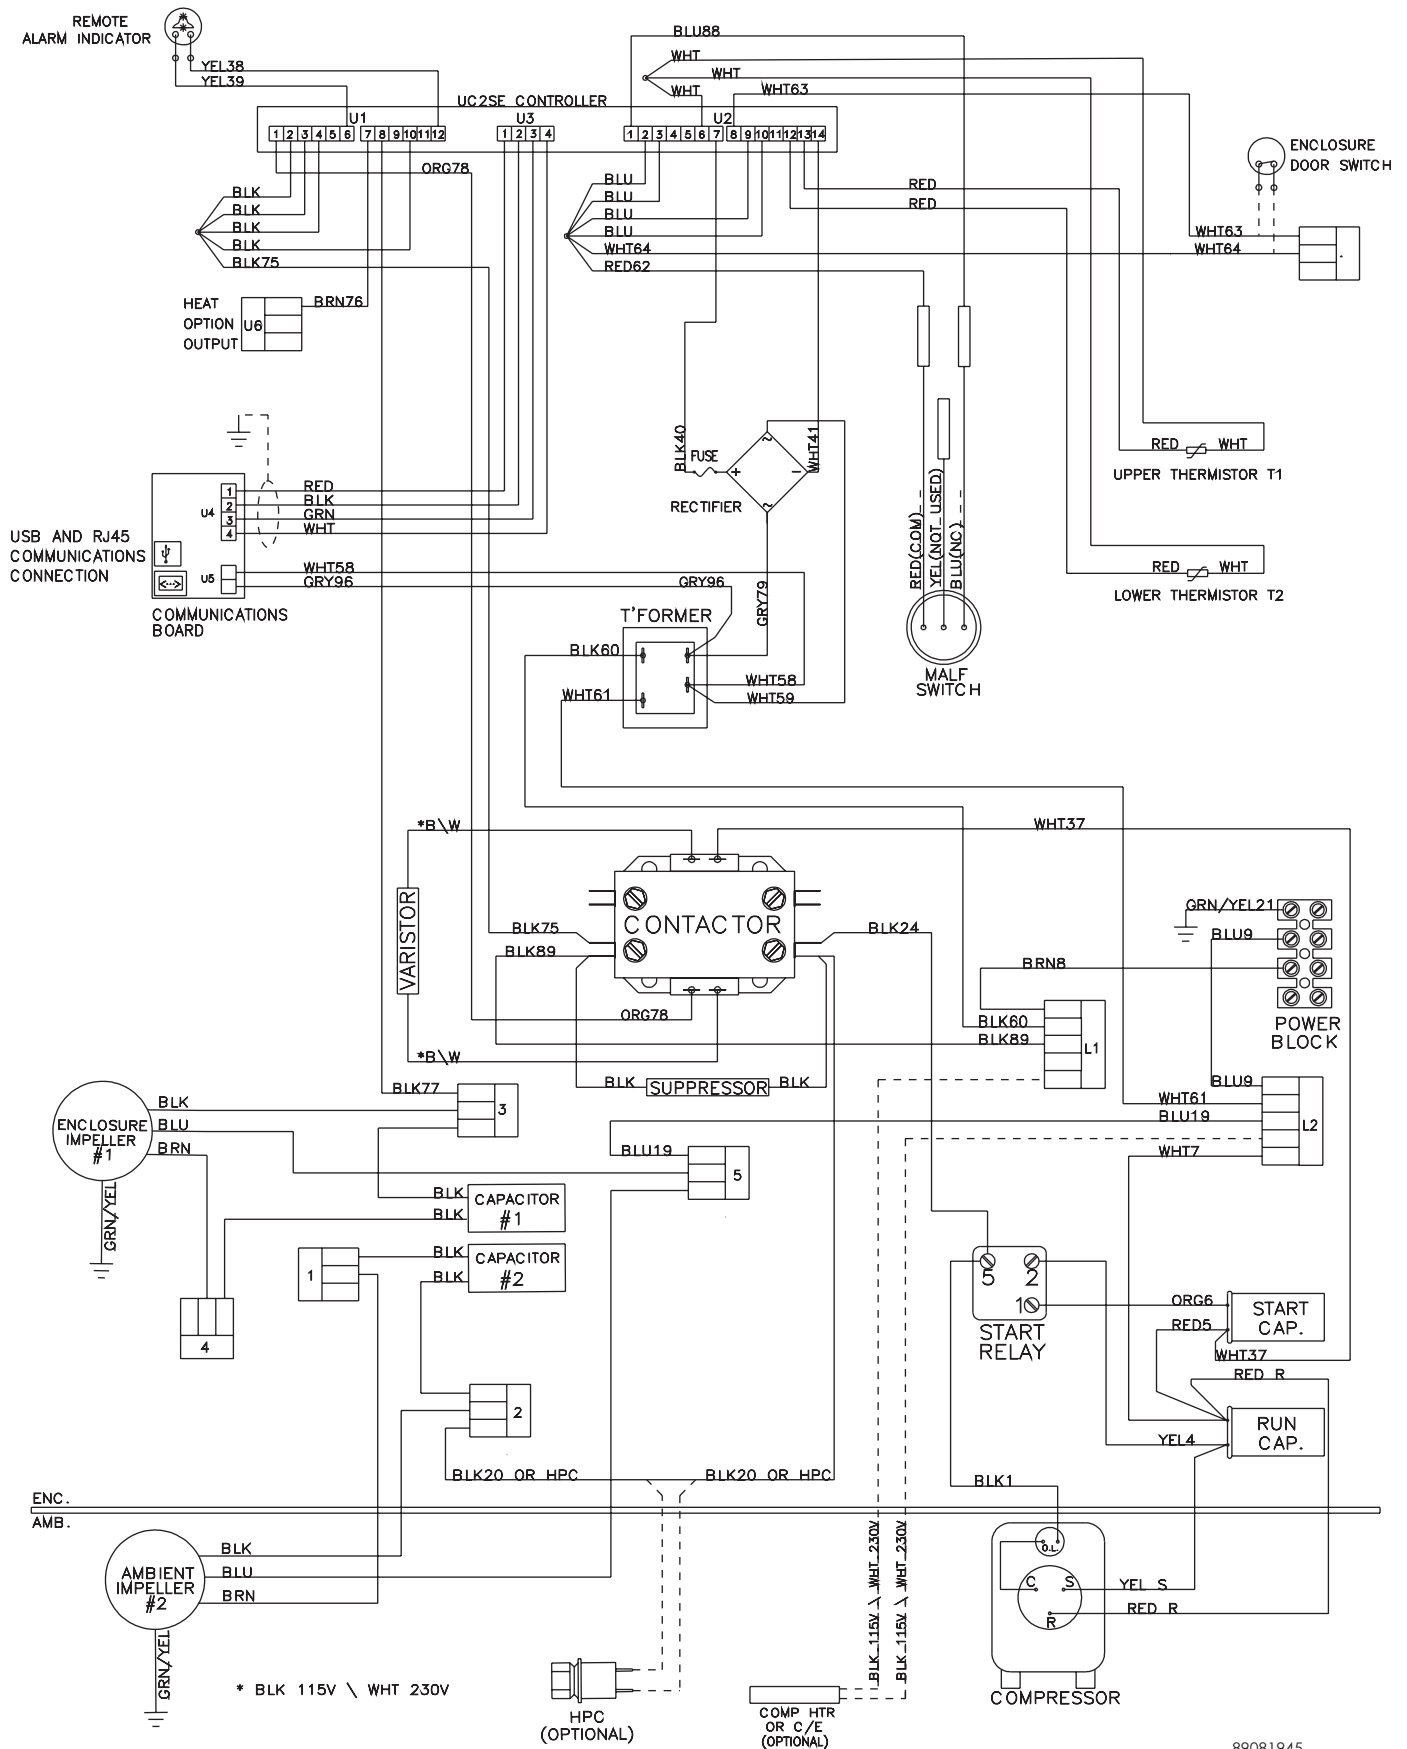 REMOTE
ALARM INDICATOR
YEL38
YEL39
UC2SE CONTROLLER
U1
U3
U2
1 2 3 4 5 6 7 8 9 10 11 12
1 2 3 4
1 2 3 4 5 6 7 8 9 10 11 12 13 14
BLU88
WHT
WHT
WHT
WHT63
ENCLOSURE
DOOR SWITCH
ORG78
BLK
BLK
BLK
BLK
BLK75
BLU
BLU
BLU
BLU
WHT64
RED62
RED
RED
WHT63
WHT64
HEAT
OPTION
OUTPUT
U6
BRN76
BLK40
FUSE
+
~
~
-
WHT41
RECTIFIER
RED(COM)
YEL(NOT USED)
BLU(NC)
MALF
SWITCH
RED
WHT
UPPER THERMISTOR T1
RED
WHT
LOWER THERMISTOR T2
USB AND RJ45
COMMUNICATIONS
CONNECTION
U4
1
2
3
4
U5
<··>
RED
BLK
GRN
WHT
WHT58
GRY96
COMMUNICATIONS
BOARD
GRY96
GRY79
T'FORMER
BLK60
WHT61
WHT58
WHT59
*B\W
WHT37
VARISTOR
CONTACTOR
BLK75
BLK89
BLK24
ORG78
*B\W
BLK
SUPPRESSOR
BLK
GRN/YEL21
BLU9
BRN8
POWER
BLOCK
BLK60
BLK89
L1
BLU9
WHT61
BLU19
WHT7
L2
BLK77
3
ENCLOSURE
IMPELLER
#1
BLK
BLU
BRN
GRN/YEL
BLU19
5
BLK
BLK
CAPACITOR
#1
BLK
BLK
CAPACITOR
#2
1
4
2
5
2
1
START
RELAY
ORG6
RED5
START
CAP.
WHT37
RED R
YEL4
RUN
CAP.
BLK20 OR HPC
BLK20 OR HPC
BLK1
ENC.
AMB.
AMBIENT
IMPELLER
#2
BLK
BLU
BRN
GRN/YEL
* BLK 115V \ WHT 230V
HPC
(OPTIONAL)
BLK 115V \ WHT 230V
BLK 115V \ WHT 230V
COMP HTR
OR C/E
(OPTIONAL)
O.L.
C
S
R
YEL S
RED R
COMPRESSOR
89081945